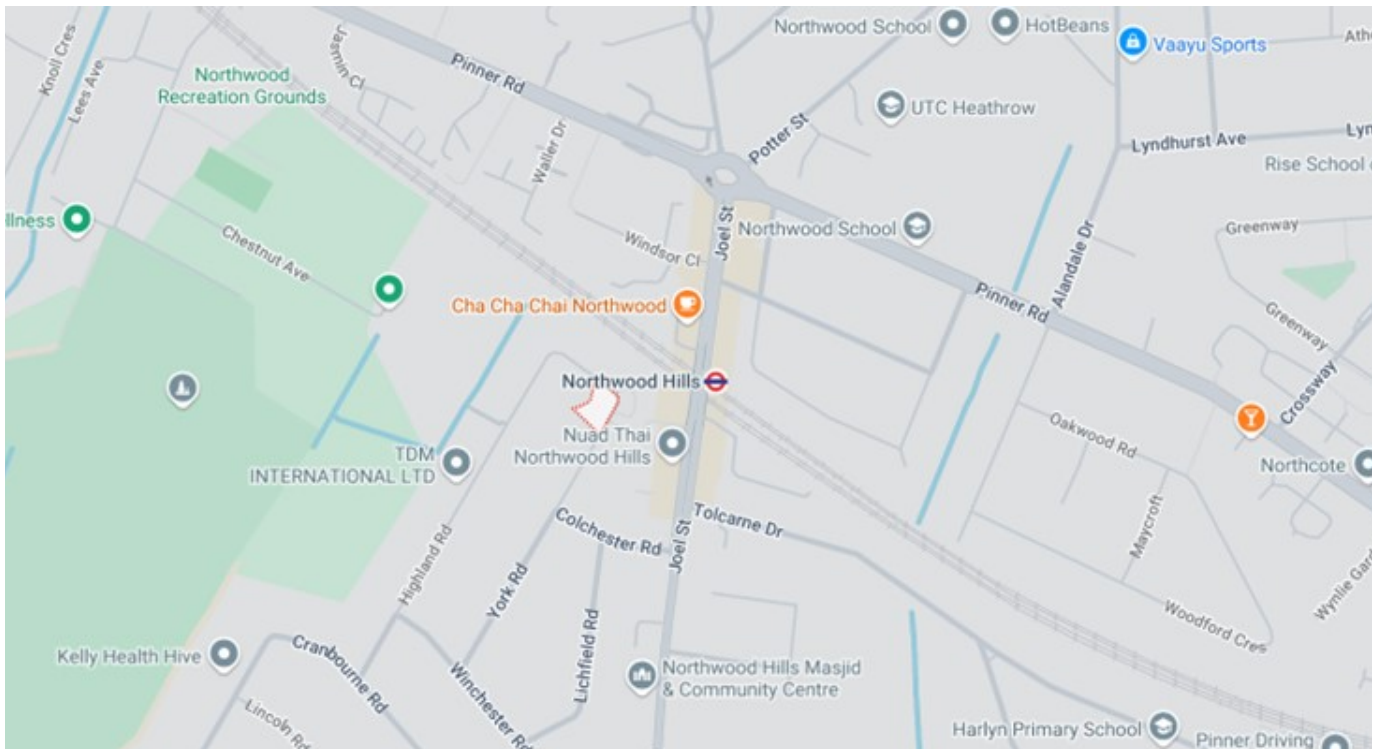 Northwood School
HotBeans
Vaayu Sports
Knoll Cres
Lees Ave
Jasmin Cl
Pinner Rd
Northwood
Recreation Grounds
UTC Heathrow
Potter St
Waller Dr
Lyndhurst Ave
Rise School
Chestnut Ave
Windsor Cl
Joel St
Northwood School
Alandale Dr
Greenway
Cha Cha Chai Northwood
Pinner Rd
Greenway
Northwood Hills
Crossway
Nuad Thai
Northwood Hills
TDM
INTERNATIONAL LTD
Oakwood Rd
Northcote
Colchester Rd
Joel St
Tolcarne Dr
Maycroft
Highland Rd
York Rd
Lichfield Rd
Woodford Cres
Kelly Health Hive
Cranbourne Rd
Winchester Rd
Northwood Hills Masjid
& Community Centre
Lincoln Rd
Harlyn Primary School
Pinner Driving